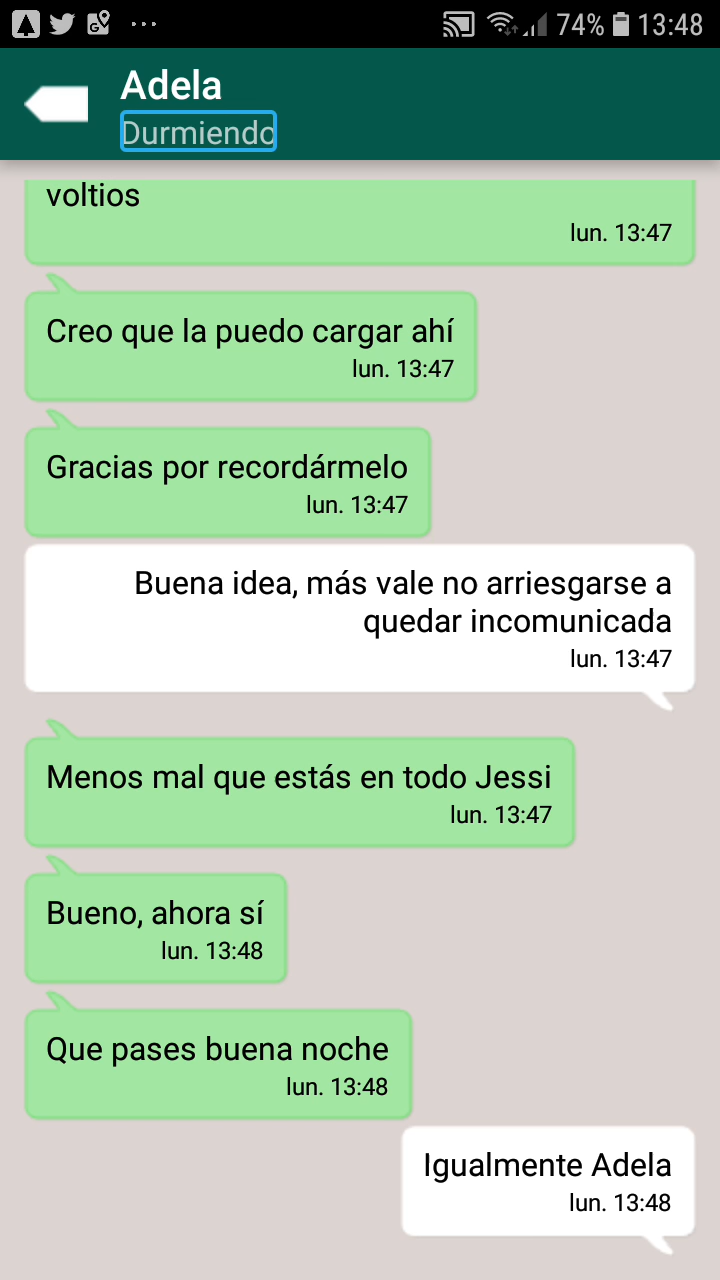 74% 13:48
Adela
Durmiendo
voltios
lun. 13:47
Creo que la puedo cargar ahí
lun. 13:47
Gracias por recordármelo
lun. 13:47
Buena idea, más vale no arriesgarse a
quedar incomunicada
lun. 13:47
Menos mal que estás en todo Jessi
lun. 13:47
Bueno, ahora sí
lun. 13:48
Que pases buena noche
lun. 13:48
Igualmente Adela
lun. 13:48